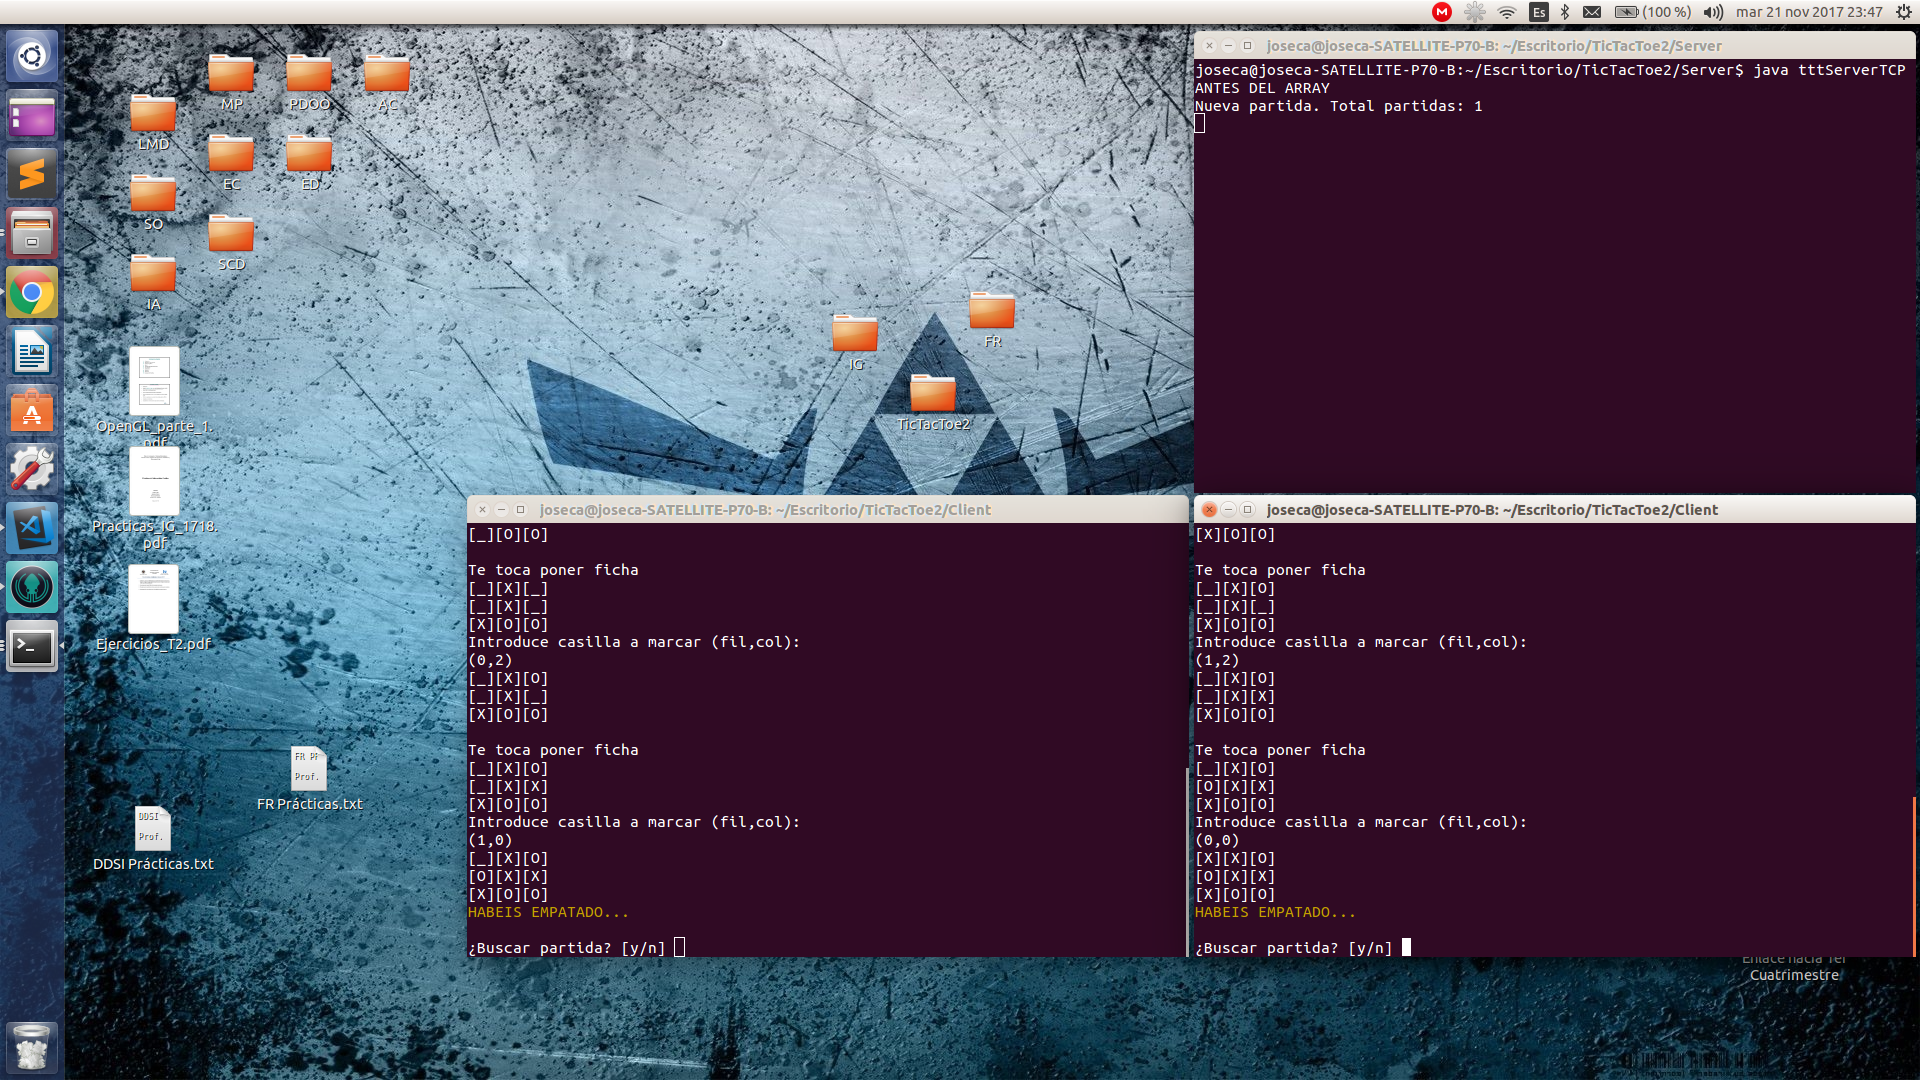 Es
(100 %)
mar 21 nov 2017 23:47
MP
PDOO
AC
LMD
EC
ED
SO
SCD
IA
OpenGL_parte_1.
pdf
Practicas_IG_1718.
pdf
Ejercicios_T2.pdf
FR Prácticas.txt
DDSI Prácticas.txt
IG
FR
TicTacToe2
joseca@joseca-SATELLITE-P70-B: ~/Escritorio/TicTacToe2/Server
joseca@joseca-SATELLITE-P70-B:~/Escritorio/TicTacToe2/Server$ java tttServerTCP
ANTES DEL ARRAY
Nueva partida. Total partidas: 1
joseca@joseca-SATELLITE-P70-B: ~/Escritorio/TicTacToe2/Client
[_][O][O]
Te toca poner ficha
[_][X][_]
[_][X][_]
[X][O][O]
Introduce casilla a marcar (fil,col):
(0,2)
[_][X][O]
[_][X][_]
[X][O][O]
Te toca poner ficha
[_][X][O]
[_][X][X]
[X][O][O]
Introduce casilla a marcar (fil,col):
(1,0)
[_][X][O]
[O][X][X]
[X][O][O]
HABEIS EMPATADO...
¿Buscar partida? [y/n]
joseca@joseca-SATELLITE-P70-B: ~/Escritorio/TicTacToe2/Client
[X][O][O]
Te toca poner ficha
[_][X][O]
[_][X][_]
[X][O][O]
Introduce casilla a marcar (fil,col):
(1,2)
[_][X][O]
[_][X][X]
[X][O][O]
Te toca poner ficha
[_][X][O]
[O][X][X]
[X][O][O]
Introduce casilla a marcar (fil,col):
(0,0)
[X][X][O]
[O][X][X]
[X][O][O]
HABEIS EMPATADO...
¿Buscar partida? [y/n]
Enlace hacia 1er
Cuatrimestre